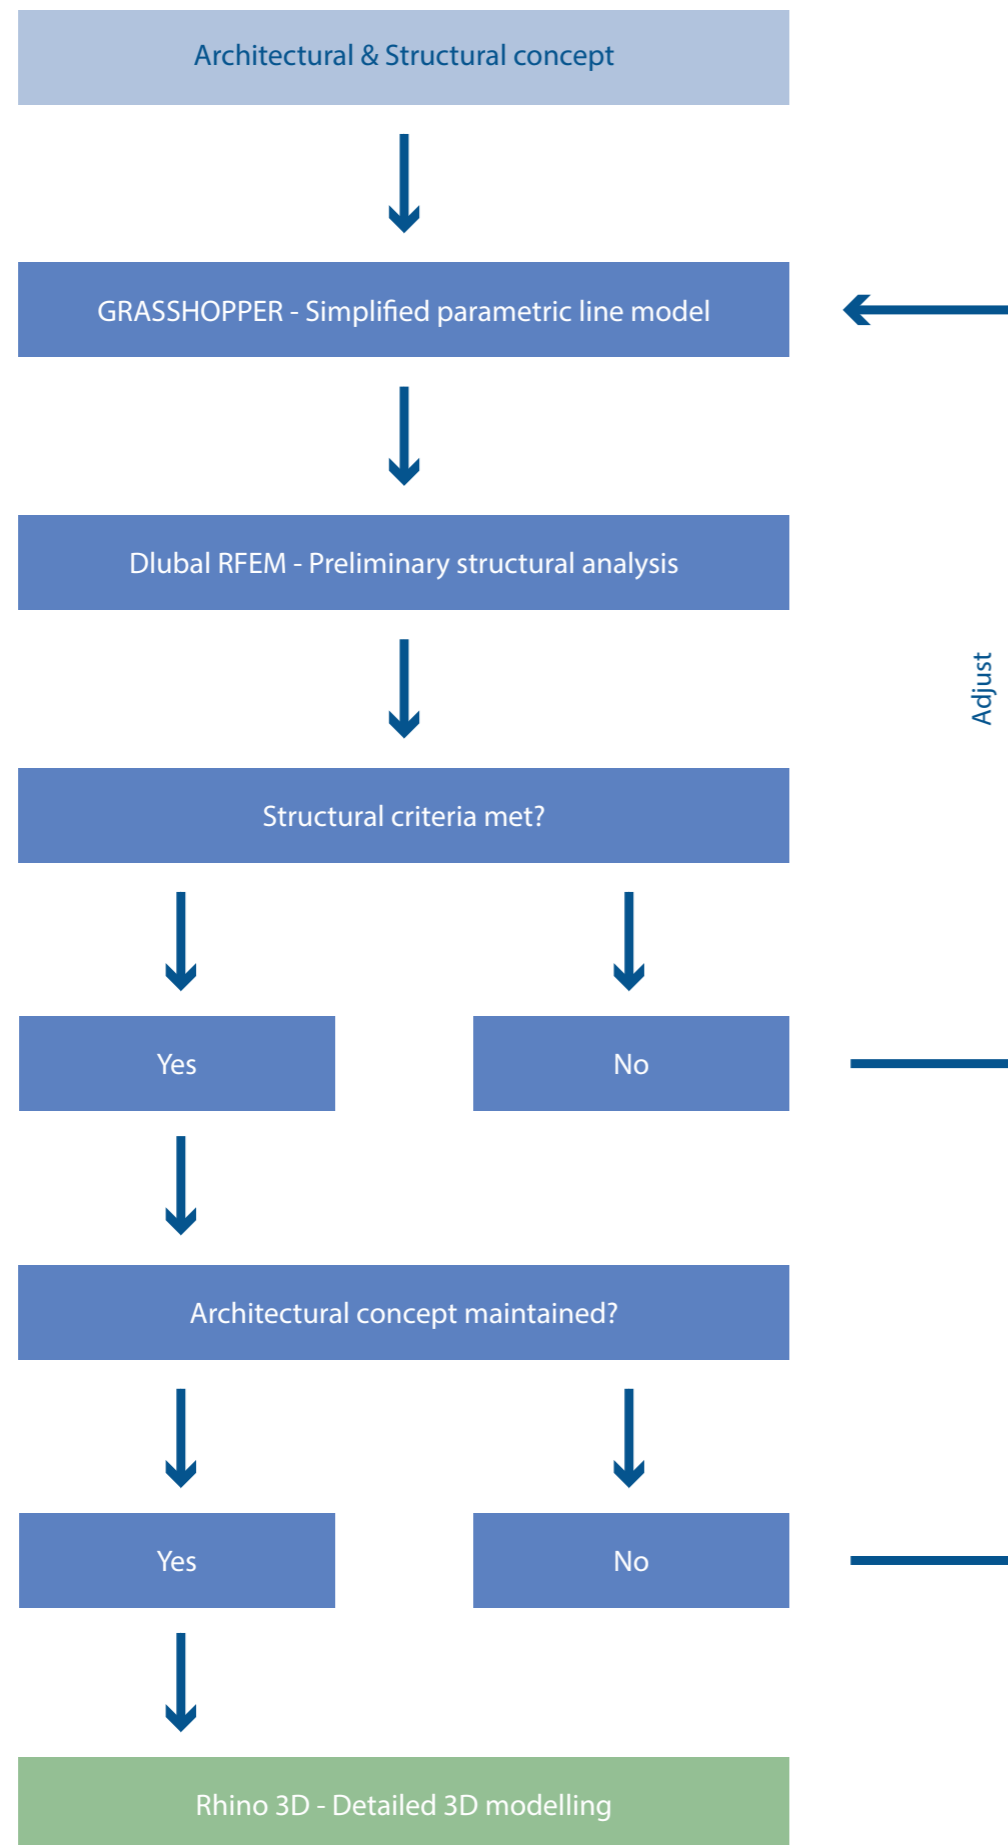 Architectural & Structural concept
GRASSHOPPER - Simplified parametric line model
Dlubal RFEM - Preliminary structural analysis
Adjust
Structural criteria met?
Yes
No
Architectural concept maintained?
Yes
No
Rhino 3D - Detailed 3D modelling